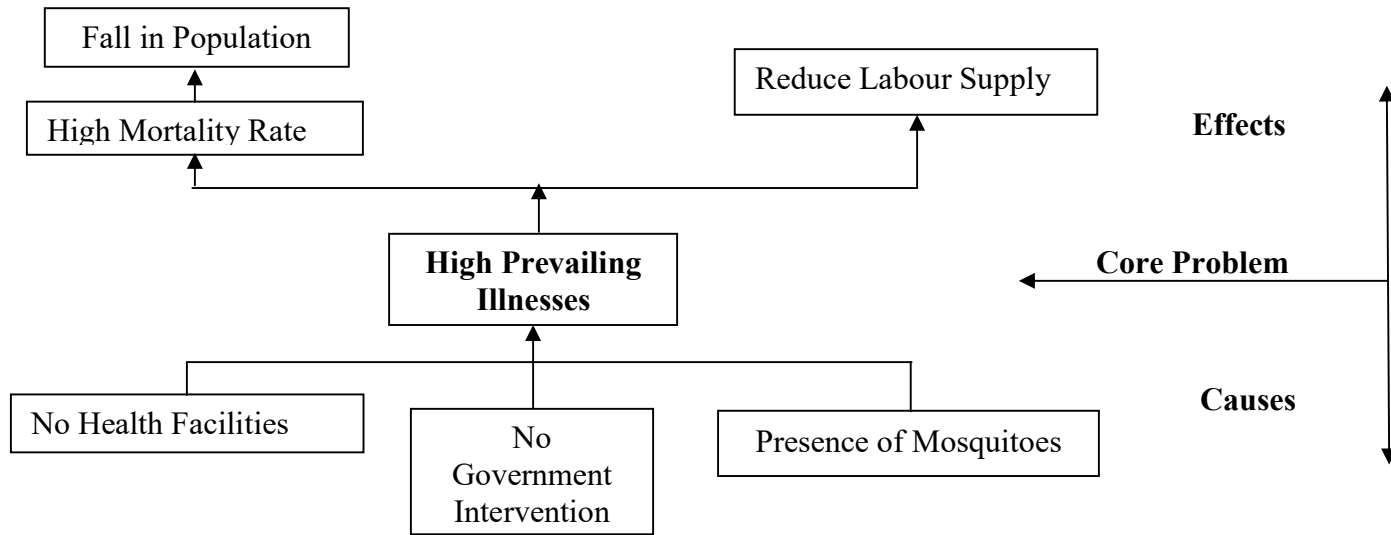 Fall in Population
Reduce Labour Supply
High Mortality Rate
Effects
High Prevailing
Illnesses
Core Problem
No Health Facilities
No
Government
Intervention
Presence of Mosquitoes
Causes